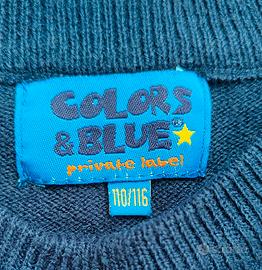 COLORS
& BLUE®
private label
110/116